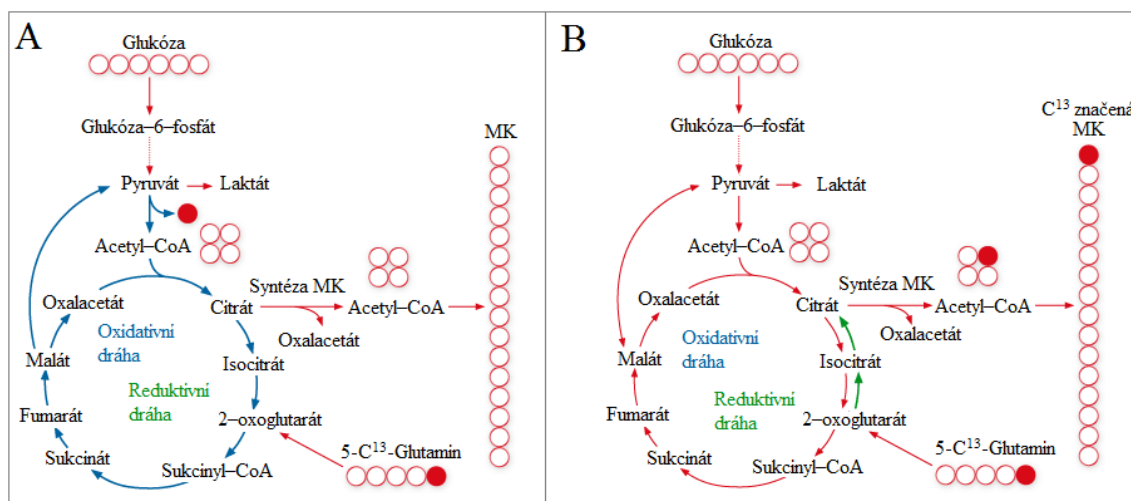 A
Glukóza
Glukóza–6–fosfát
Pyruvát
Laktát
Acetyl–CoA
Oxalacetát
Citrát
Syntéza MK
Acetyl–CoA
Oxalacetát
MK
Oxidativní
dráha
Malát
Isocitrát
Reduktivní
dráha
Fumarát
2–oxoglutarát
Sukcinát
Sukcinyl–CoA
5-C¹³-Glutamin
B
Glukóza
Glukóza–6–fosfát
Pyruvát
Laktát
Acetyl–CoA
C¹³ značená
MK
Oxalacetát
Citrát
Syntéza MK
Acetyl–CoA
Oxalacetát
Oxidativní
dráha
Malát
Isocitrát
Reduktivní
dráha
Fumarát
2–oxoglutarát
Sukcinát
Sukcinyl–CoA
5-C¹³-Glutamin